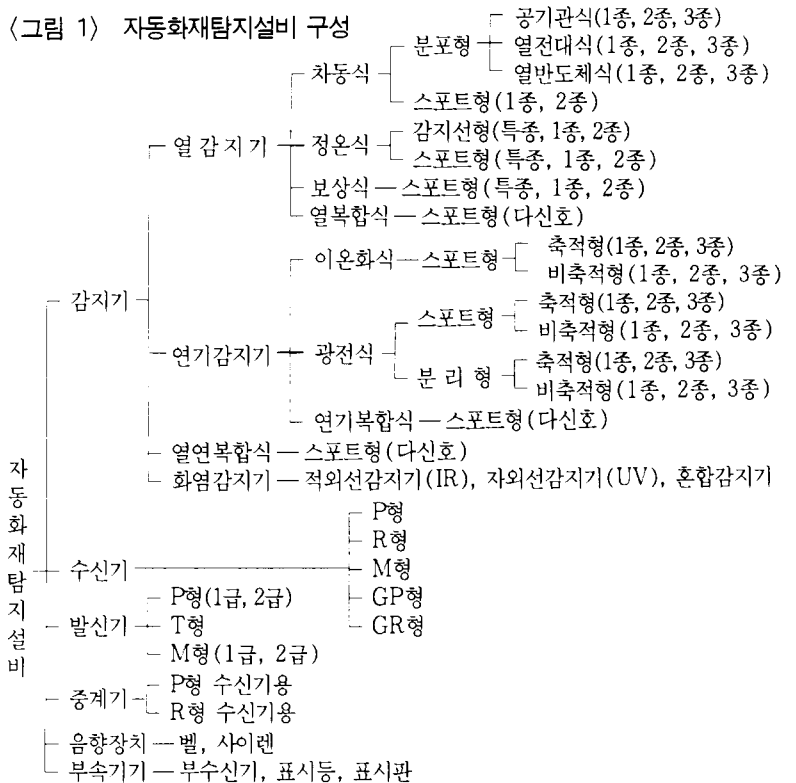 〈그림 1〉 자동화재탐지설비 구성
공기관식(1종, 2종, 3종)
분포형
열전대식(1종, 2종, 3종)
차동식
열반도체식(1종, 2종, 3종)
스포트형(1종, 2종)
감지선형(특종, 1종, 2종)
열감지기
정온식
스포트형(특종, 1종, 2종)
보상식 스포트형(특종, 1종, 2종)
열복합식 스포트형(다신호)
이온화식 스포트형
축적형(1종, 2종, 3종)
비축적형(1종, 2종, 3종)
감지기
스포트형
축적형(1종, 2종, 3종)
비축적형(1종, 2종, 3종)
연기감지기
광전식
분리형
축적형(1종, 2종, 3종)
비축적형(1종, 2종, 3종)
연기복합식 스포트형(다신호)
열연복합식 스포트형(다신호)
화염감지기 적외선감지기(IR), 자외선감지기(UV), 혼합감지기
자동화재탐지설비
P형
R형
수신기
M형
GP형
GR형
P형(1급, 2급)
발신기
T형
M형(1급, 2급)
중계기
P형 수신기용
R형 수신기용
음향장치 벨, 사이렌
부속기기 부수신기, 표시등, 표시판